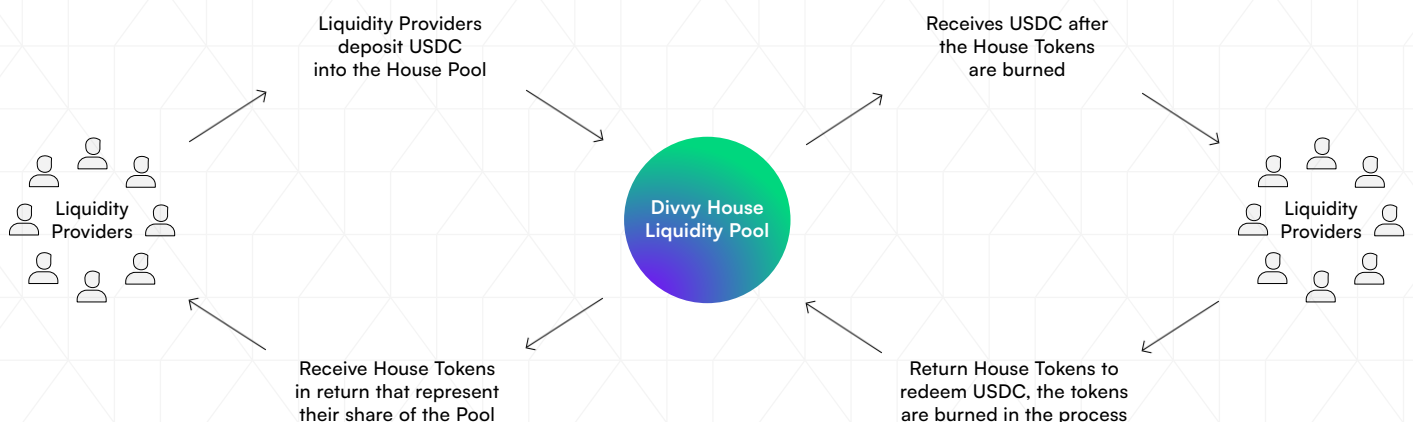 Liquidity Providers
deposit USDC
into the House Pool
Receives USDC after
the House Tokens
are burned
Liquidity
Providers
Divvy House
Liquidity Pool
Liquidity
Providers
Receive House Tokens
in return that represent
their share of the Pool
Return House Tokens to
redeem USDC, the tokens
are burned in the process